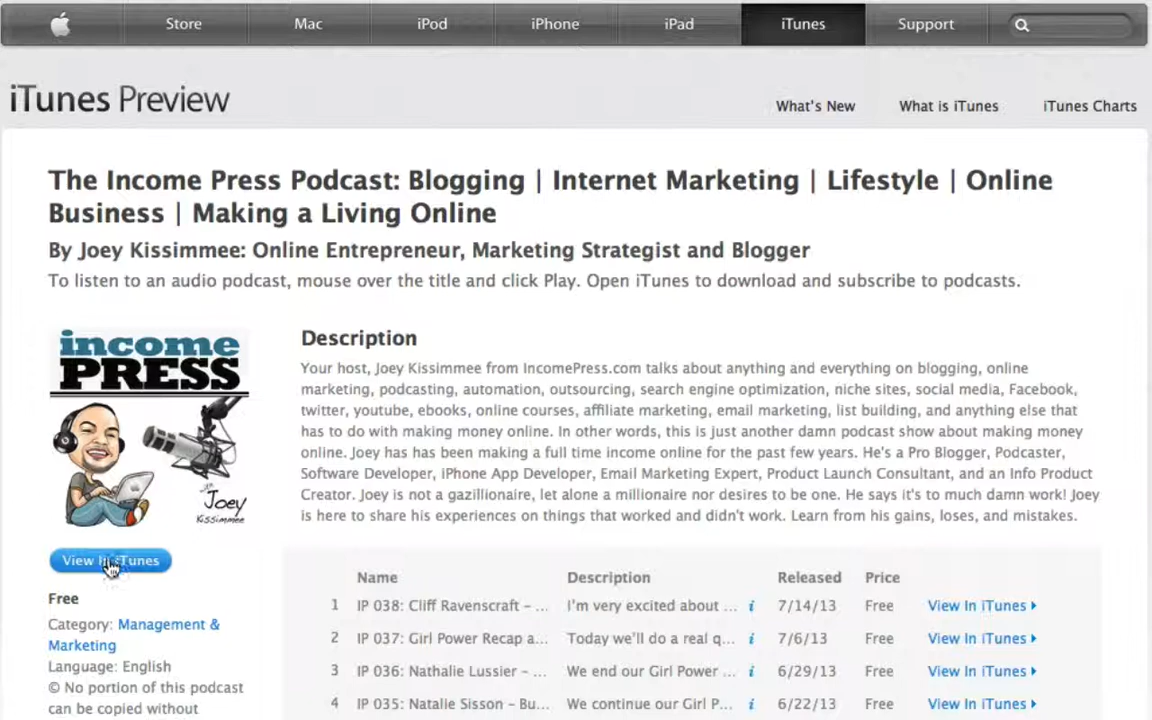 Store Mac iPod iPhone iPad iTunes Support
iTunes Preview
What's New What is iTunes iTunes Charts
The Income Press Podcast: Blogging | Internet Marketing | Lifestyle | Online
Business | Making a Living Online
By Joey Kissimmee: Online Entrepreneur, Marketing Strategist and Blogger
To listen to an audio podcast, mouse over the title and click Play. Open iTunes to download and subscribe to podcasts.
income
PRESS
with
Joey
Kissimmee
View In iTunes
Free
Category: Management &
Marketing
Language: English
© No portion of this podcast
can be copied without
Description
Your host, Joey Kissimmee from IncomePress.com talks about anything and everything on blogging, online
marketing, podcasting, automation, outsourcing, search engine optimization, niche sites, social media, Facebook,
twitter, youtube, ebooks, online courses, affiliate marketing, email marketing, list building, and anything else that
has to do with making money online. In other words, this is just another damn podcast show about making money
online. Joey has has been making a full time income online for the past few years. He's a Pro Blogger, Podcaster,
Software Developer, iPhone App Developer, Email Marketing Expert, Product Launch Consultant, and an Info Product
Creator. Joey is not a gazillionaire, let alone a millionaire nor desires to be one. He says it's to much damn work! Joey
is here to share his experiences on things that worked and didn't work. Learn from his gains, loses, and mistakes.
Name Description Released Price
1 IP 038: Cliff Ravenscraft – ... I'm very excited about ... i 7/14/13 Free View In iTunes
2 IP 037: Girl Power Recap a... Today we'll do a real q... i 7/6/13 Free View In iTunes
3 IP 036: Nathalie Lussier – ... We end our Girl Power ... i 6/29/13 Free View In iTunes
4 IP 035: Natalie Sisson – Bu... We continue our Girl P... i 6/22/13 Free View In iTunes